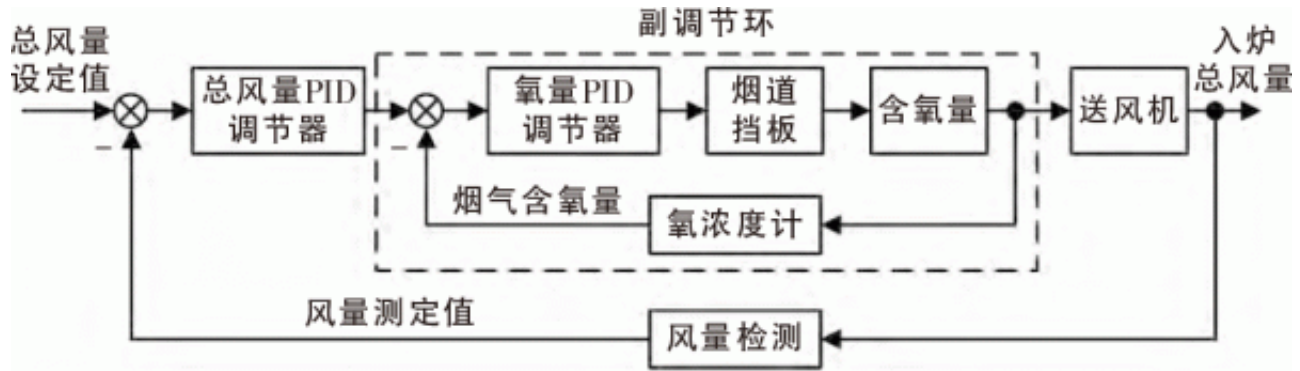 副调节环
总风量
设定值
总风量PID
调节器
氧量PID
调节器
烟道
挡板
含氧量
送风机
入炉
总风量
−
−
烟气含氧量
氧浓度计
风量测定值
风量检测